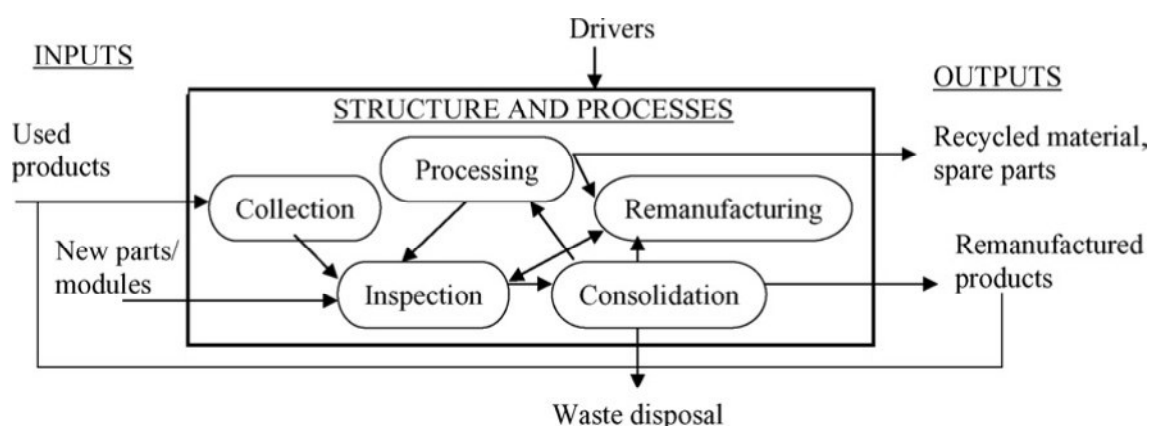 Drivers
INPUTS
OUTPUTS
STRUCTURE AND PROCESSES
Used
products
Recycled material,
spare parts
Processing
Collection
Remanufacturing
New parts/
modules
Remanufactured
products
Inspection
Consolidation
Waste disposal